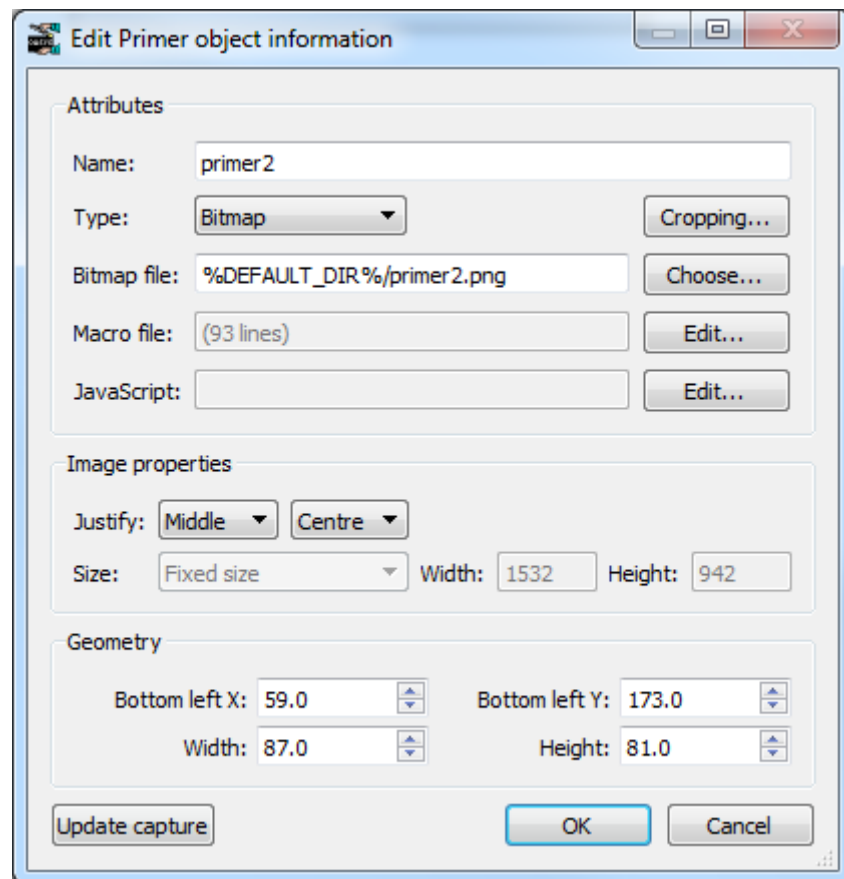 Edit Primer object information
Attributes
Name: primer2
Type: Bitmap Cropping...
Bitmap file: %DEFAULT_DIR%/primer2.png Choose...
Macro file: (93 lines) Edit...
JavaScript: Edit...
Image properties
Justify: Middle Centre
Size: Fixed size Width: 1532 Height: 942
Geometry
Bottom left X: 59.0 Bottom left Y: 173.0
Width: 87.0 Height: 81.0
Update capture OK Cancel